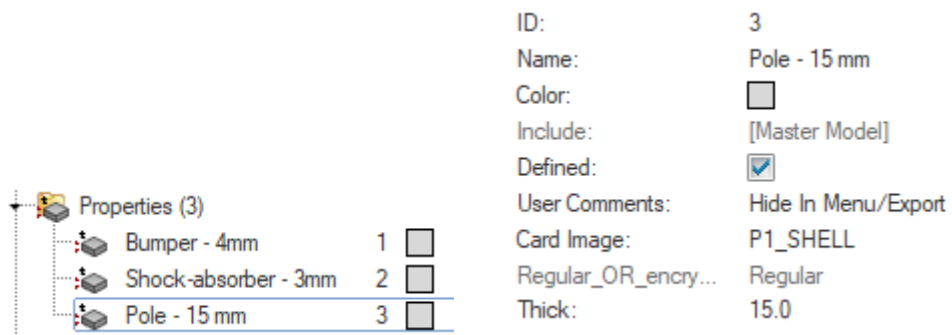 Properties (3)
Bumper - 4mm 1
Shock-absorber - 3mm 2
Pole - 15 mm 3
ID: 3
Name: Pole - 15 mm
Color:
Include: [Master Model]
Defined:
User Comments: Hide In Menu/Export
Card Image: P1_SHELL
Regular_OR_encry... Regular
Thick: 15.0